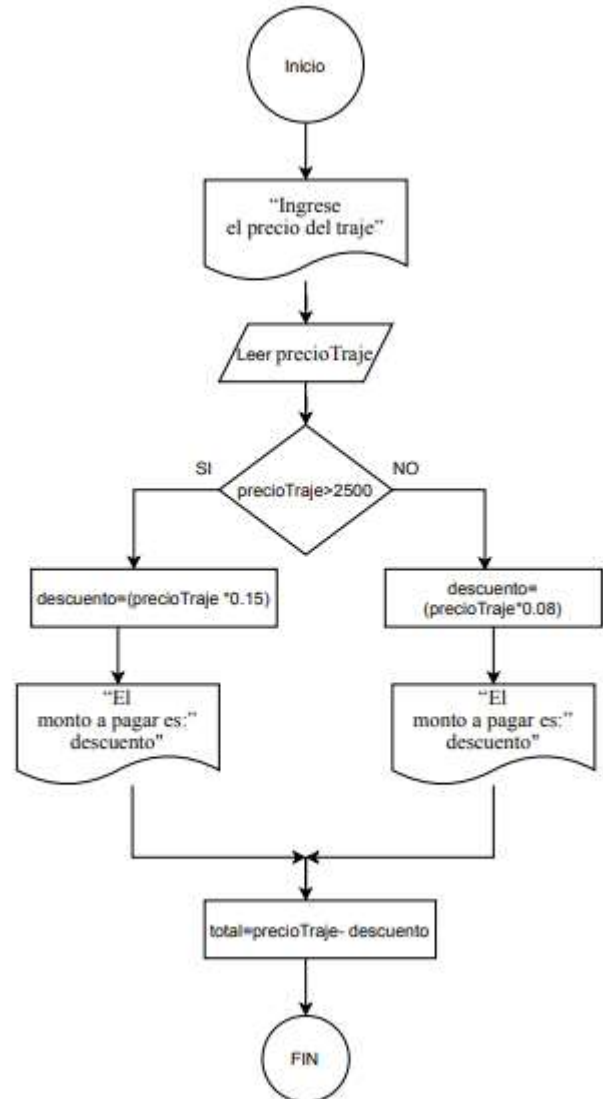 Inicio
“Ingrese
el precio del traje”
Leer precioTraje
SI
NO
precioTraje>2500
descuento=(precioTraje *0.15)
descuento=
(precioTraje*0.08)
“El
monto a pagar es:”
descuento"
“El
monto a pagar es:”
descuento"
total=precioTraje- descuento
FIN